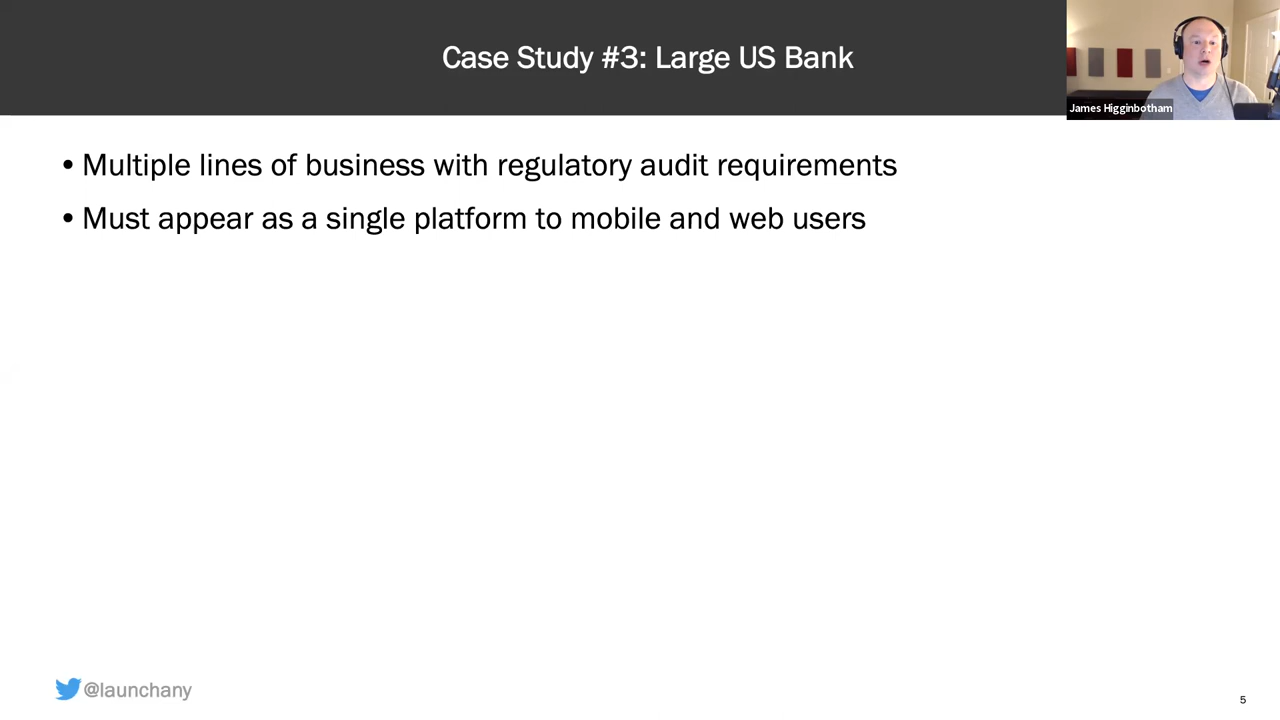 Case Study #3: Large US Bank
James Higginbotham
• Multiple lines of business with regulatory audit requirements
• Must appear as a single platform to mobile and web users
@launchany
5